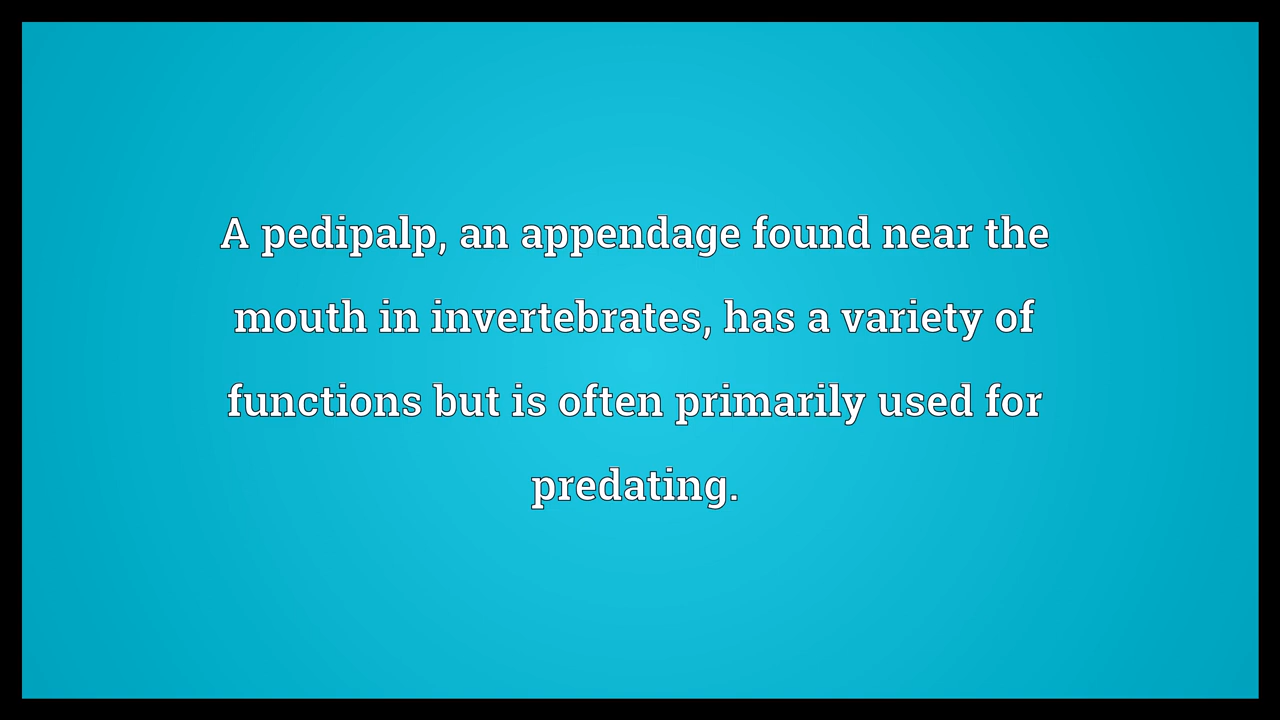 A pedipalp, an appendage found near the
mouth in invertebrates, has a variety of
functions but is often primarily used for
predating.